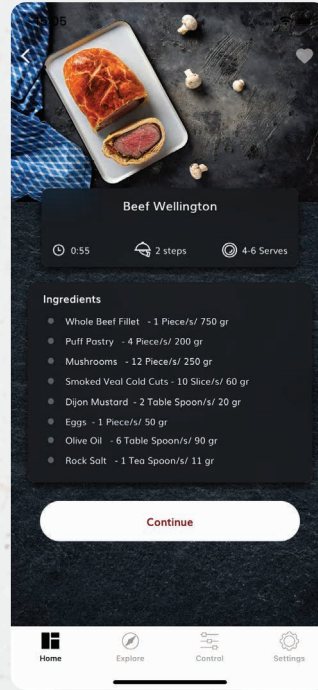 Beef Wellington
0:55
2 steps
4-6 Serves
Ingredients
Whole Beef Fillet - 1 Piece/s/ 750 gr
Puff Pastry - 4 Piece/s/ 200 gr
Mushrooms - 12 Piece/s/ 250 gr
Smoked Veal Cold Cuts - 10 Slice/s/ 60 gr
Dijon Mustard - 2 Table Spoon/s/ 20 gr
Eggs - 1 Piece/s/ 50 gr
Olive Oil - 6 Table Spoon/s/ 90 gr
Rock Salt - 1 Tea Spoon/s/ 11 gr
Continue
Home
Explore
Control
Settings